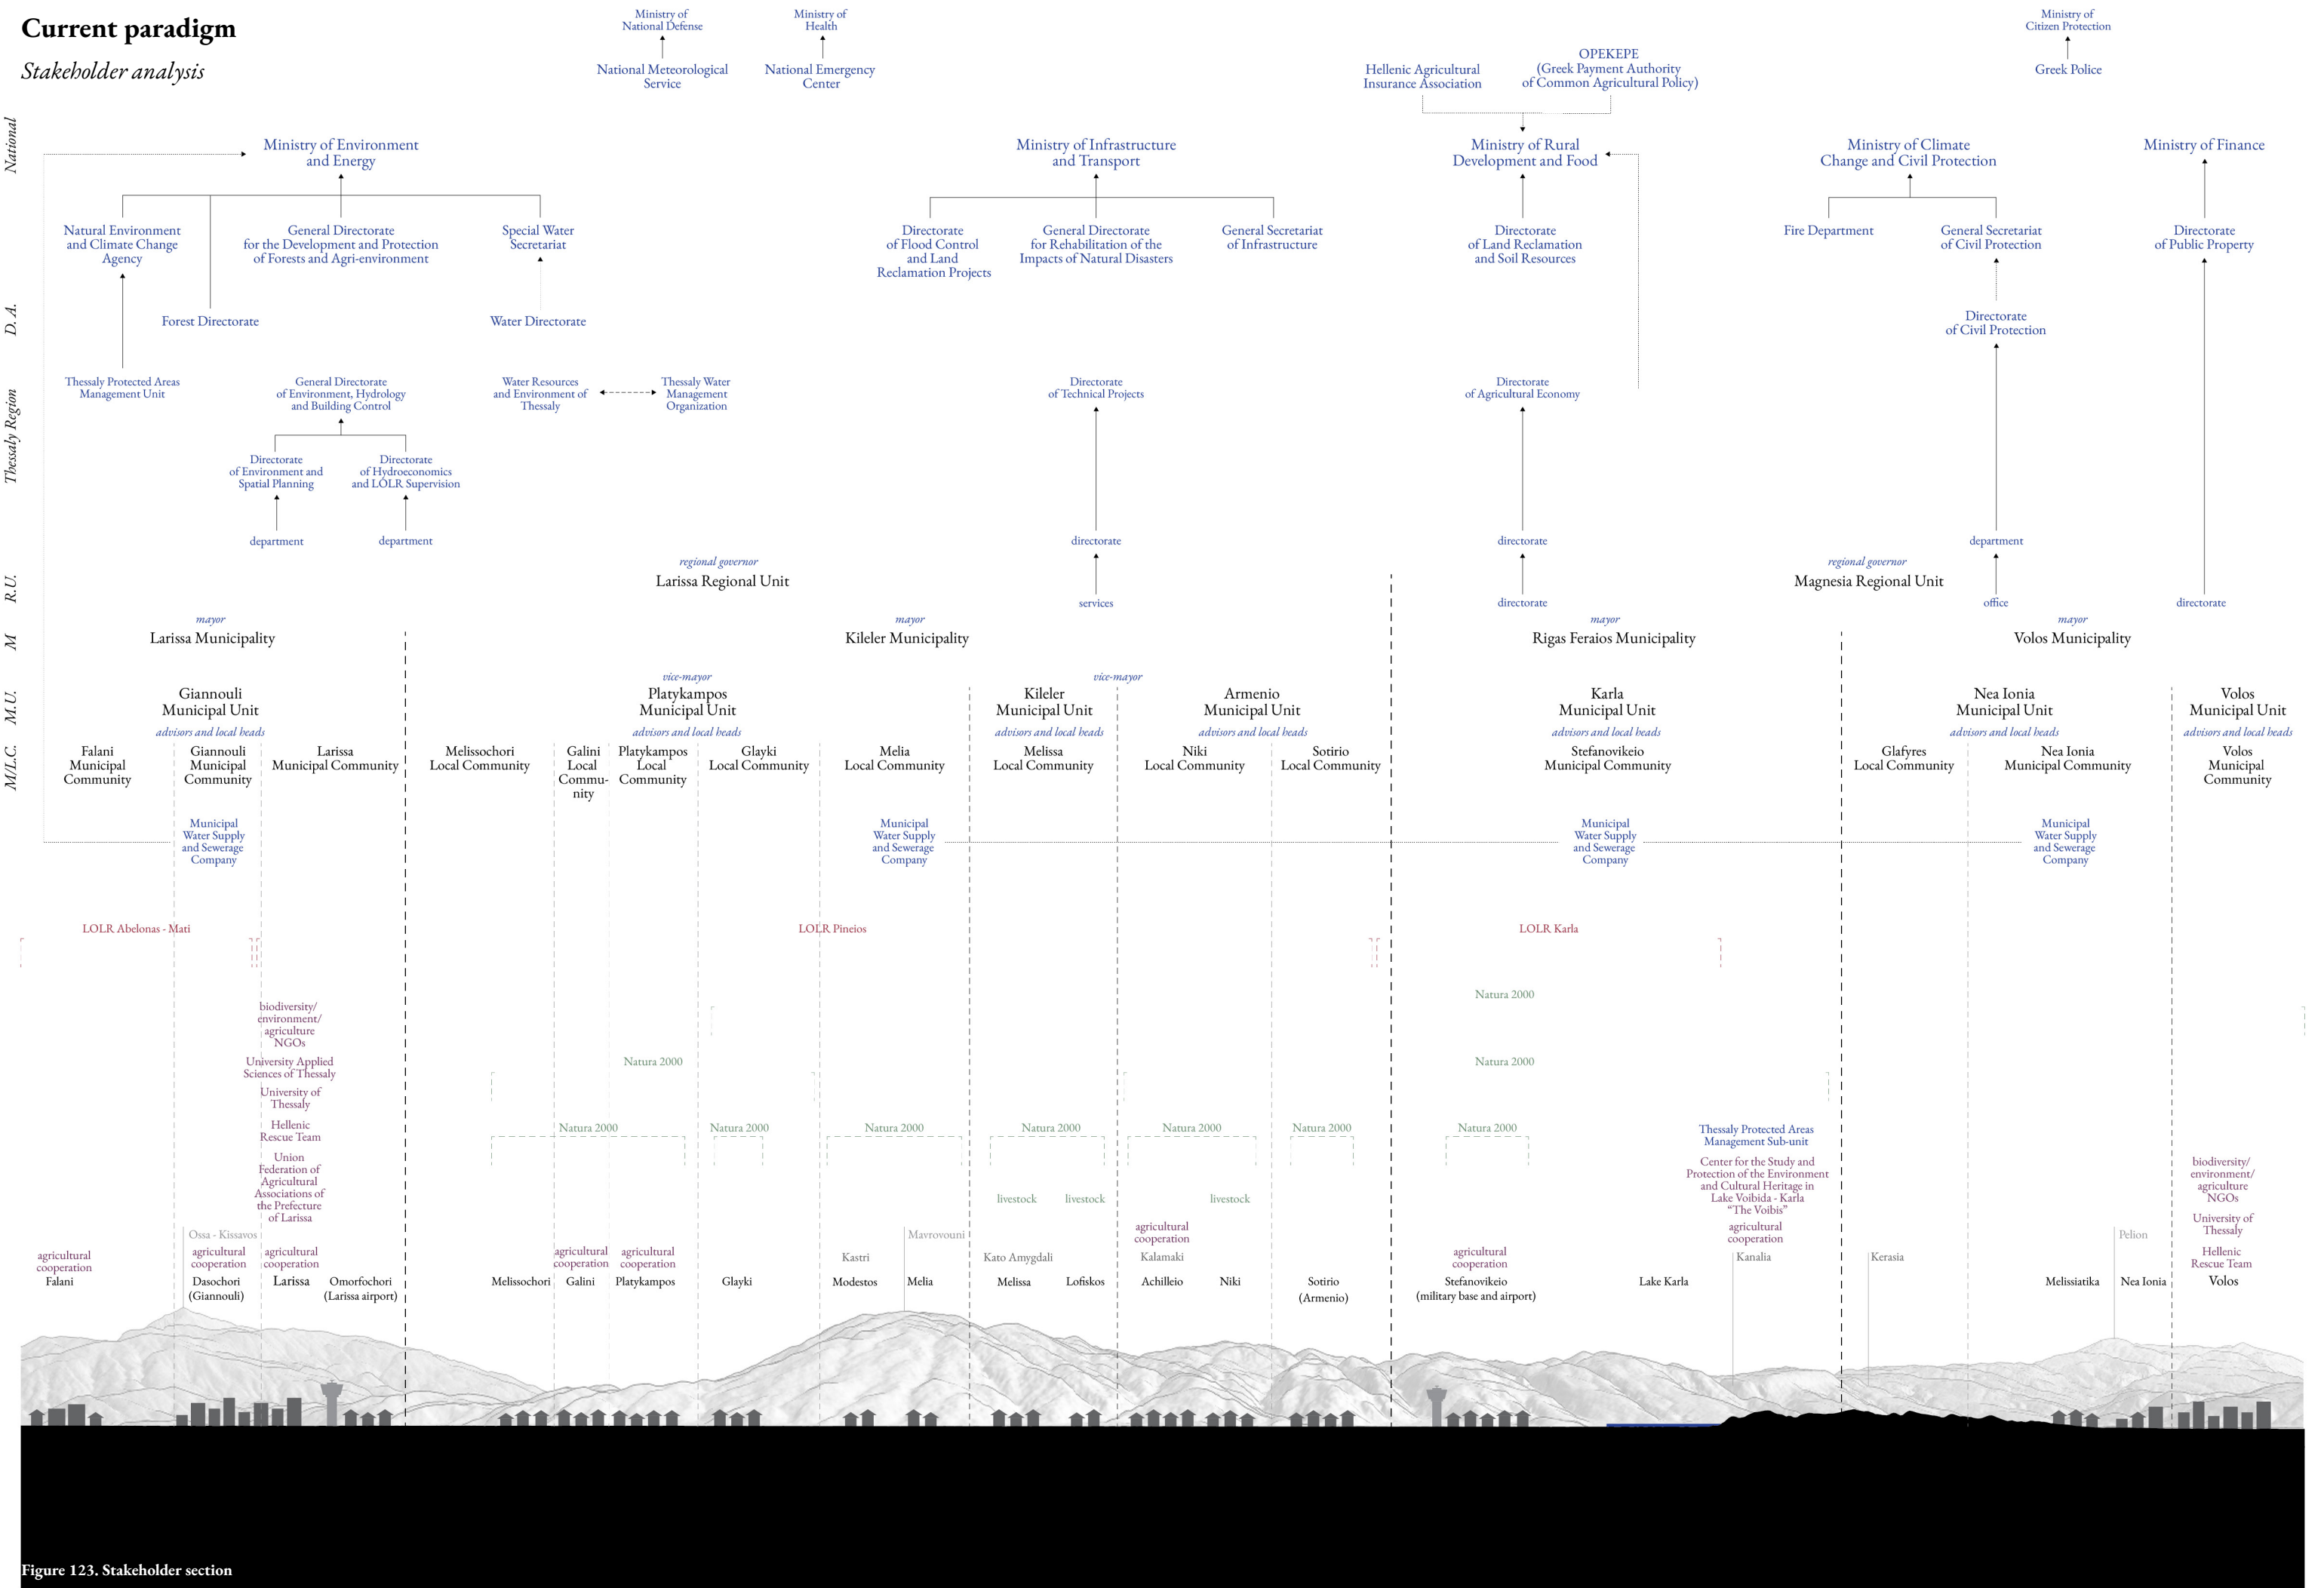 Current paradigm
Stakeholder analysis
Ministry of
National Defense
National Meteorological
Service
Ministry of
Health
National Emergency
Center
Hellenic Agricultural
Insurance Association
OPEKEPE
(Greek Payment Authority
of Common Agricultural Policy)
Ministry of
Citizen Protection
Greek Police
National
Ministry of Environment
and Energy
Ministry of Infrastructure
and Transport
Ministry of Rural
Development and Food
Ministry of Climate
Change and Civil Protection
Ministry of Finance
Natural Environment
and Climate Change
Agency
General Directorate
for the Development and Protection
of Forests and Agri-environment
Special Water
Secretariat
Directorate
of Flood Control
and Land
Reclamation Projects
General Directorate
for Rehabilitation of the
Impacts of Natural Disasters
General Secretariat
of Infrastructure
Directorate
of Land Reclamation
and Soil Resources
Fire Department
General Secretariat
of Civil Protection
Directorate
of Public Property
D. A.
Forest Directorate
Water Directorate
Directorate
of Civil Protection
Thessaly Region
Thessaly Protected Areas
Management Unit
General Directorate
of Environment, Hydrology
and Building Control
Water Resources
and Environment of
Thessaly
Thessaly Water
Management
Organization
Directorate
of Technical Projects
Directorate
of Agricultural Economy
Directorate
of Environment and
Spatial Planning
Directorate
of Hydroeconomics
and LOLR Supervision
department
department
directorate
directorate
department
R.U.
regional governor
Larissa Regional Unit
regional governor
Magnesia Regional Unit
services
directorate
office
directorate
M
mayor
Larissa Municipality
mayor
Kileler Municipality
mayor
Rigas Feraios Municipality
mayor
Volos Municipality
M.U.
vice-mayor
vice-mayor
Giannouli
Municipal Unit
advisors and local heads
Platykampos
Municipal Unit
advisors and local heads
Kileler
Municipal Unit
advisors and local heads
Armenio
Municipal Unit
advisors and local heads
Karla
Municipal Unit
advisors and local heads
Nea Ionia
Municipal Unit
advisors and local heads
Volos
Municipal Unit
advisors and local heads
M/L.C.
Falani
Municipal
Community
Giannouli
Municipal
Community
Larissa
Municipal Community
Melissochori
Local Community
Galini
Local
Commu-
nity
Platykampos
Local
Community
Glayki
Local Community
Melia
Local Community
Melissa
Local Community
Niki
Local Community
Sotirio
Local Community
Stefanovikeio
Municipal Community
Glafyres
Local Community
Nea Ionia
Municipal Community
Volos
Municipal
Community
Municipal
Water Supply
and Sewerage
Company
Municipal
Water Supply
and Sewerage
Company
Municipal
Water Supply
and Sewerage
Company
Municipal
Water Supply
and Sewerage
Company
LOLR Abelonas - Mati
LOLR Pineios
LOLR Karla
Natura 2000
biodiversity/
environment/
agriculture
NGOs
University Applied
Sciences of Thessaly
University of
Thessaly
Hellenic
Rescue Team
Union
Federation of
Agricultural
Associations of
the Prefecture
of Larissa
Natura 2000
Natura 2000
Natura 2000
Natura 2000
Natura 2000
Natura 2000
Natura 2000
Natura 2000
Natura 2000
Thessaly Protected Areas
Management Sub-unit
Center for the Study and
Protection of the Environment
and Cultural Heritage in
Lake Voibida - Karla
“The Voibis”
agricultural
cooperation
biodiversity/
environment/
agriculture
NGOs
University of
Thessaly
Hellenic
Rescue Team
livestock
livestock
livestock
agricultural
cooperation
Falani
Ossa - Kissavos
agricultural
cooperation
Dasochori
(Giannouli)
agricultural
cooperation
Larissa
Omorfochori
(Larissa airport)
Melissochori
agricultural
cooperation
Galini
agricultural
cooperation
Platykampos
Glayki
Kastri
Modestos
Mavrovouni
Melia
Kato Amygdali
Melissa
Lofiskos
agricultural
cooperation
Kalamaki
Achilleio
Niki
Sotirio
(Armenio)
agricultural
cooperation
Stefanovikeio
(military base and airport)
Lake Karla
Kanalia
Kerasia
Melissiatika
Pelion
Nea Ionia
Volos
Figure 123. Stakeholder section